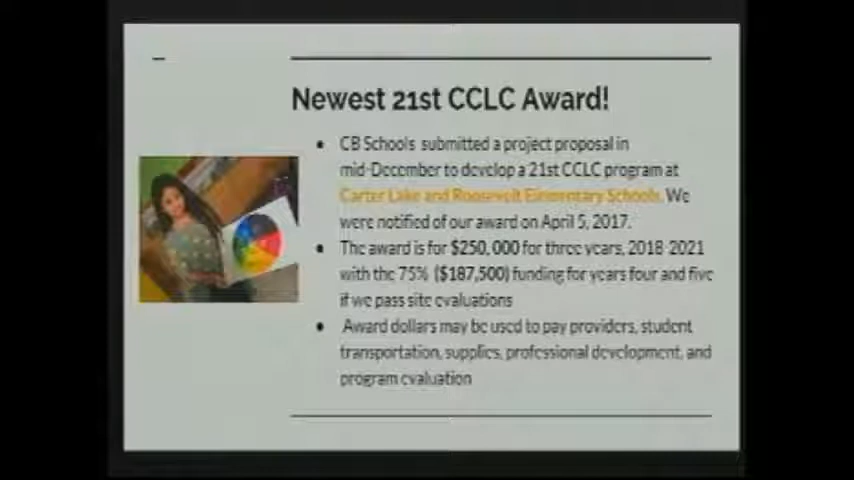 Newest 21st CCLC Award!
• CB Schools submitted a project proposal in
mid-December to develop a 21st CCLC program at
Carter Lake and Roosevelt Elementary Schools. We
were notified of our award on April 5, 2017.
• The award is for $250, 000 for three years, 2018-2021
with the 75% ($187,500) funding for years four and five
if we pass site evaluations
• Award dollars may be used to pay providers, student
transportation, supplies, professional development, and
program evaluation